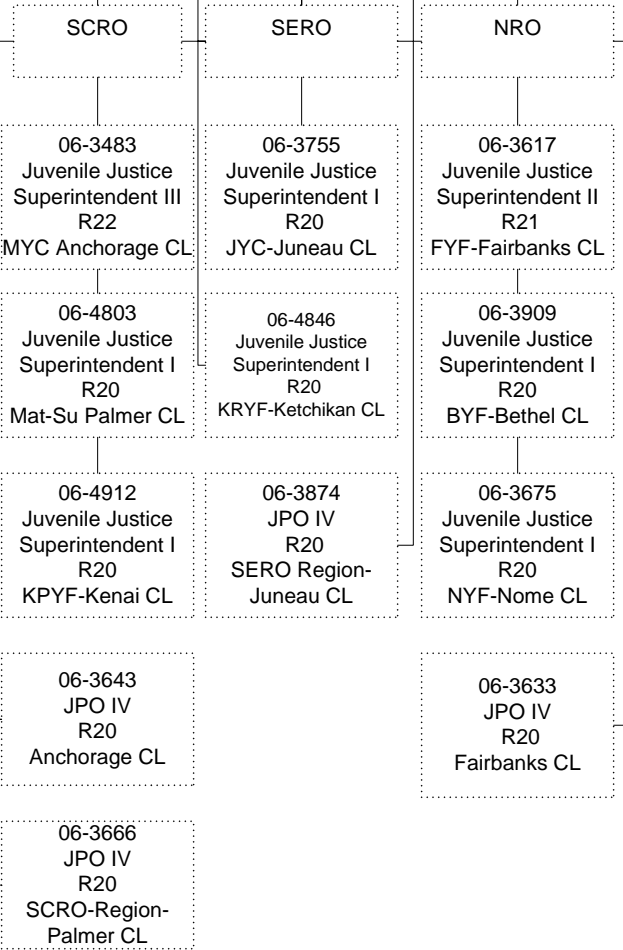 SCRO
SERO
NRO
06-3483
Juvenile Justice
Superintendent III
R22
MYC Anchorage CL
06-3755
Juvenile Justice
Superintendent I
R20
JYC-Juneau CL
06-3617
Juvenile Justice
Superintendent II
R21
FYF-Fairbanks CL
06-4803
Juvenile Justice
Superintendent I
R20
Mat-Su Palmer CL
06-4846
Juvenile Justice
Superintendent I
R20
KRYF-Ketchikan CL
06-3909
Juvenile Justice
Superintendent I
R20
BYF-Bethel CL
06-4912
Juvenile Justice
Superintendent I
R20
KPYF-Kenai CL
06-3874
JPO IV
R20
SERO Region-
Juneau CL
06-3675
Juvenile Justice
Superintendent I
R20
NYF-Nome CL
06-3643
JPO IV
R20
Anchorage CL
06-3633
JPO IV
R20
Fairbanks CL
06-3666
JPO IV
R20
SCRO-Region-
Palmer CL